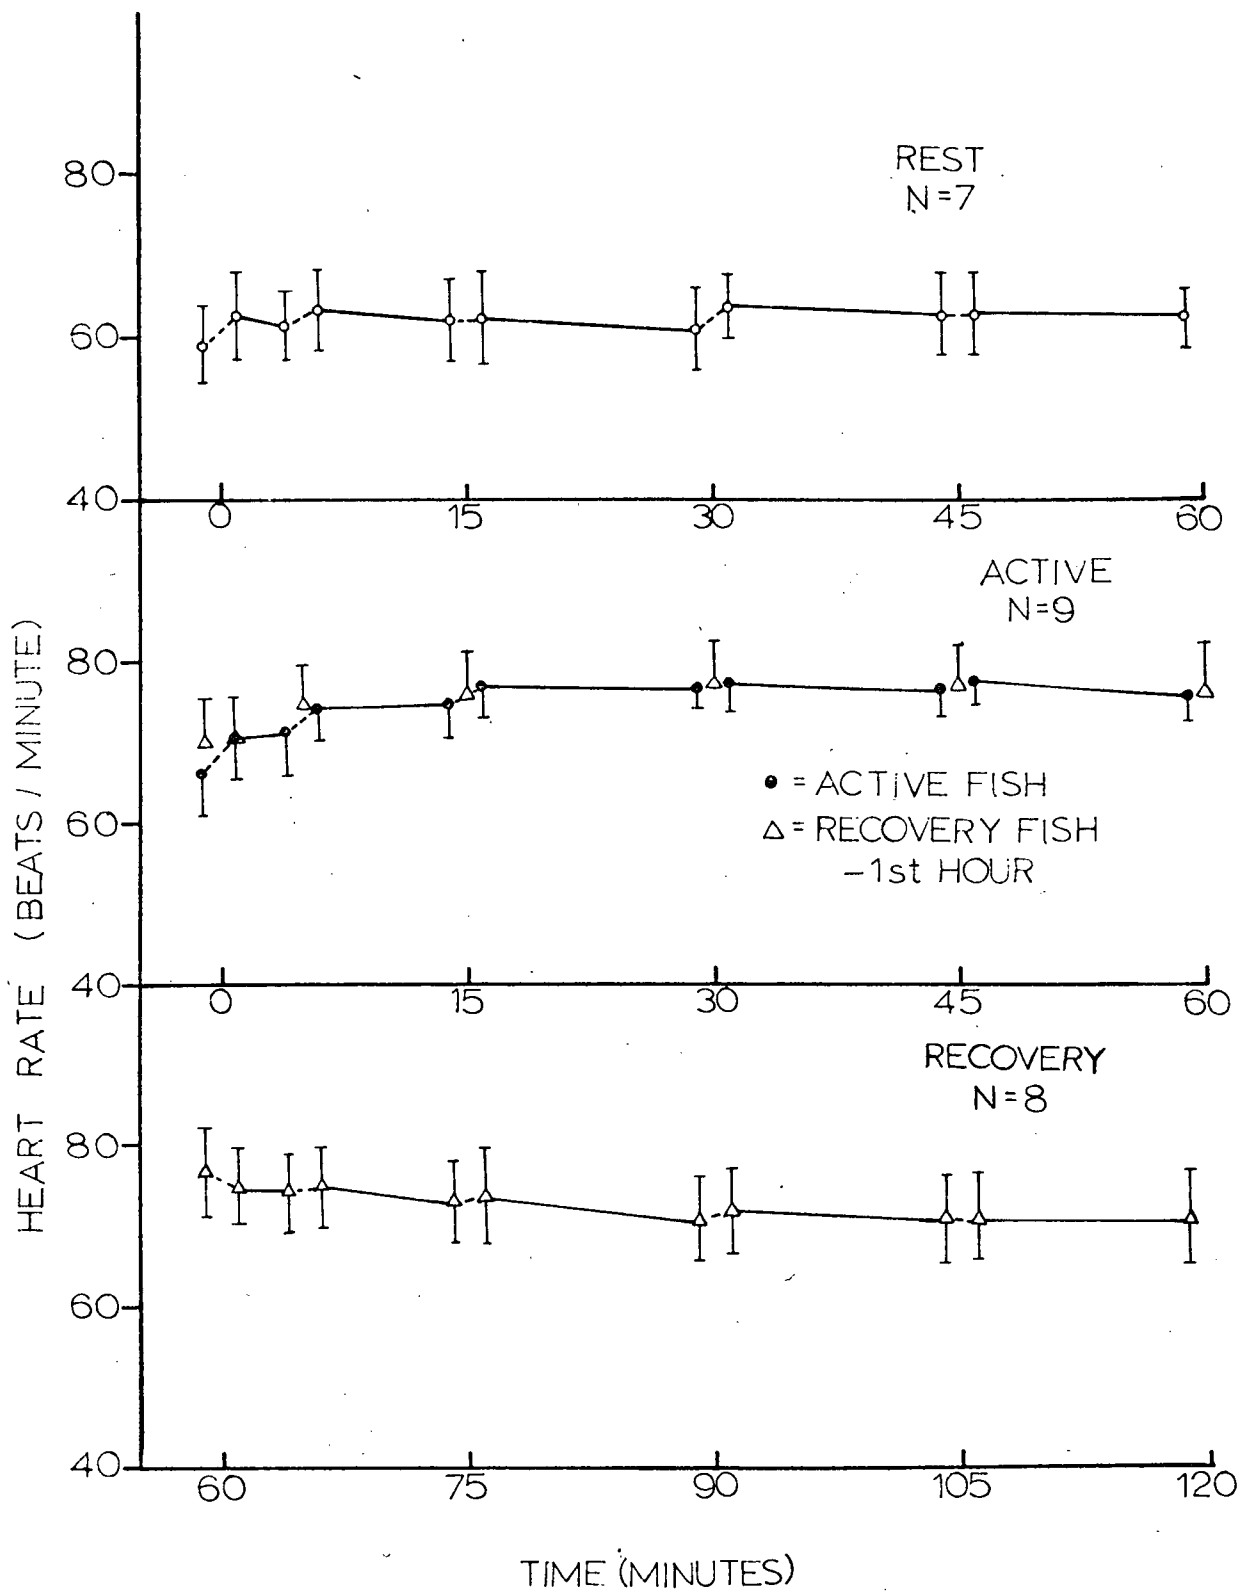 REST
N=7
80
60
40
0 15 30 45 60
ACTIVE
N=9
80
60
40
● = ACTIVE FISH
△ = RECOVERY FISH
-1st HOUR
0 15 30 45 60
RECOVERY
N=8
80
60
40
60 75 90 105 120
HEART RATE (BEATS / MINUTE)
TIME (MINUTES)